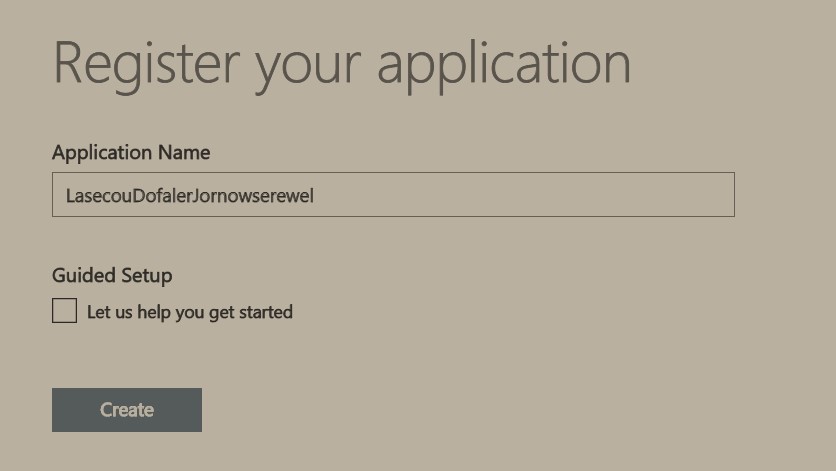 Register your application
Application Name
LasecouDofalerJornowserewel
Guided Setup
Let us help you get started
Create